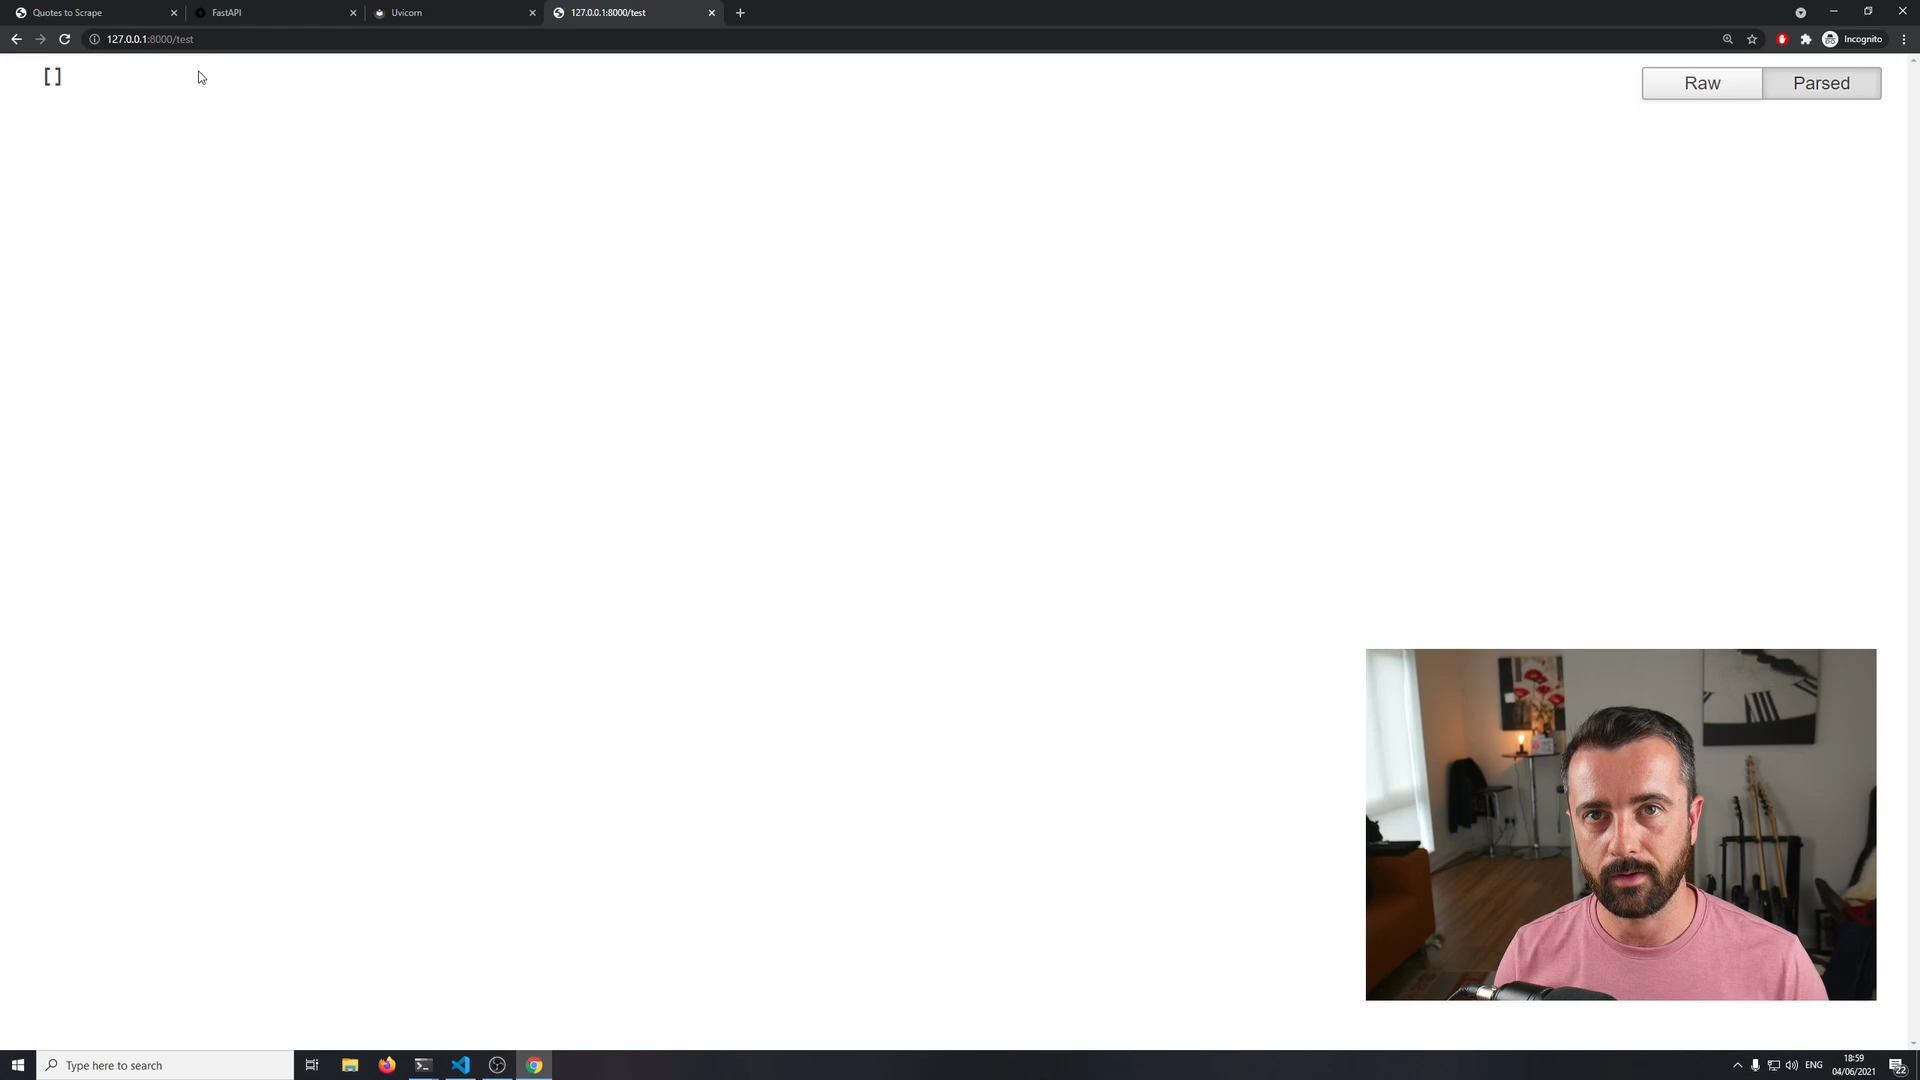 Quotes to Scrape
FastAPI
Uvicorn
127.0.0.1:8000/test
127.0.0.1:8000/test
Incognito
[ ]
Raw
Parsed
Type here to search
ENG
18:59
04/06/2021
22